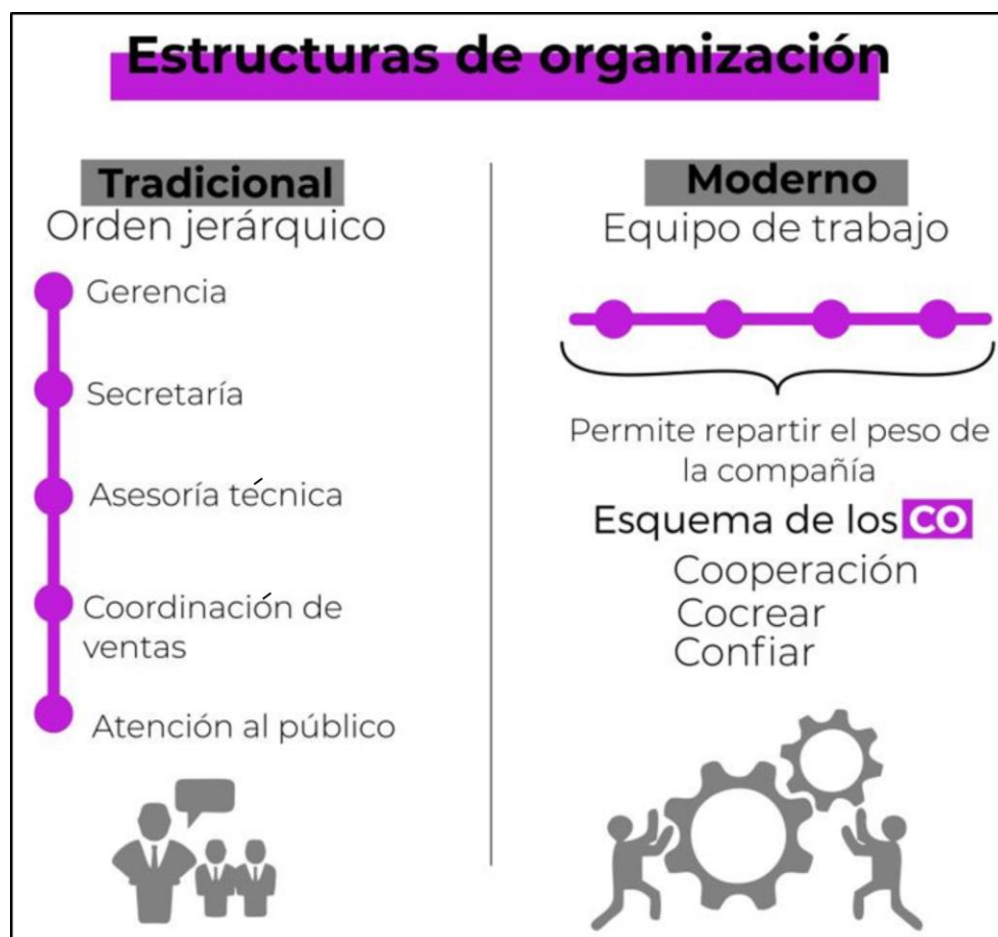 Estructuras de organización
Tradicional
Orden jerárquico
Gerencia
Secretaría
Asesoría técnica
Coordinación de
ventas
Atención al público
Moderno
Equipo de trabajo
Permite repartir el peso de
la compañía
Esquema de los CO
Cooperación
Cocrear
Confiar